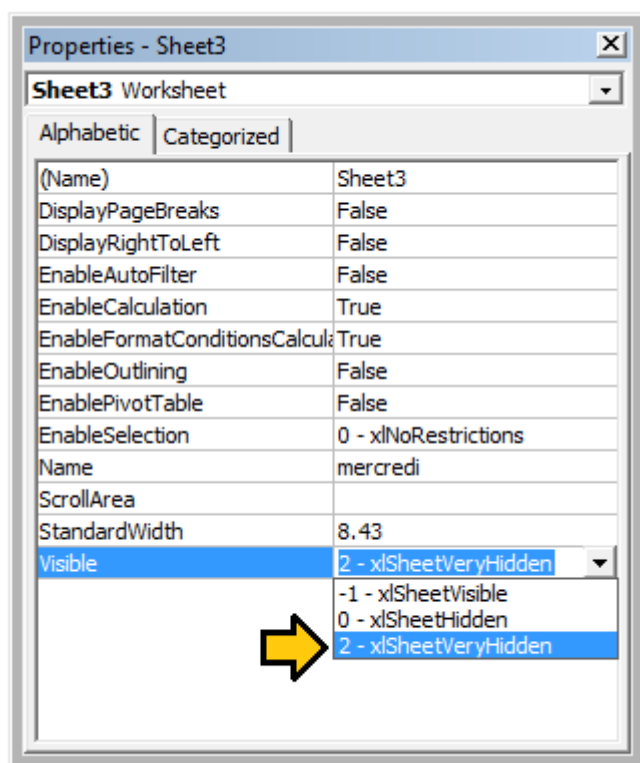 Properties - Sheet3
Sheet3 Worksheet
Alphabetic Categorized
(Name) Sheet3
DisplayPageBreaks False
DisplayRightToLeft False
EnableAutoFilter False
EnableCalculation True
EnableFormatConditionsCalcula True
EnableOutlining False
EnablePivotTable False
EnableSelection 0 - xlNoRestrictions
Name mercredi
ScrollArea
StandardWidth 8.43
Visible 2 - xlSheetVeryHidden
-1 - xlSheetVisible
0 - xlSheetHidden
2 - xlSheetVeryHidden